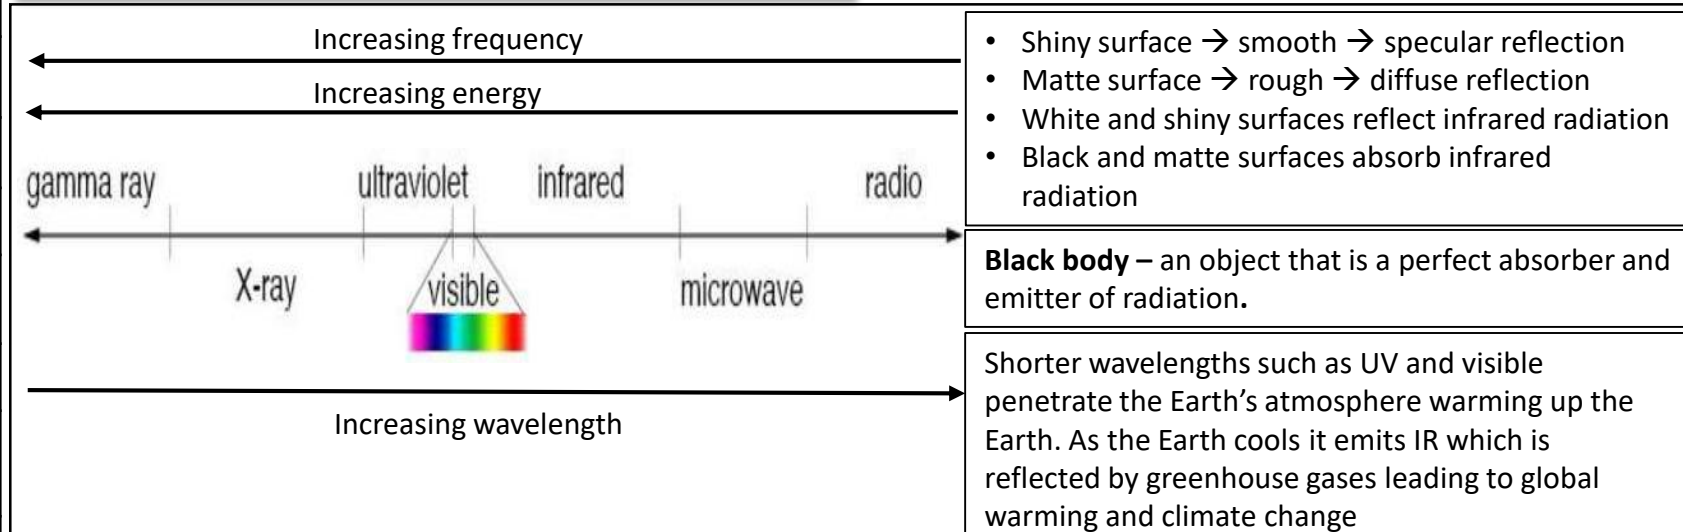 Increasing frequency
Increasing energy
gamma ray
ultraviolet
infrared
radio
X-ray
visible
microwave
Increasing wavelength
• Shiny surface → smooth → specular reflection
• Matte surface → rough → diffuse reflection
• White and shiny surfaces reflect infrared radiation
• Black and matte surfaces absorb infrared
radiation
Black body – an object that is a perfect absorber and
emitter of radiation.
Shorter wavelengths such as UV and visible
penetrate the Earth’s atmosphere warming up the
Earth. As the Earth cools it emits IR which is
reflected by greenhouse gases leading to global
warming and climate change